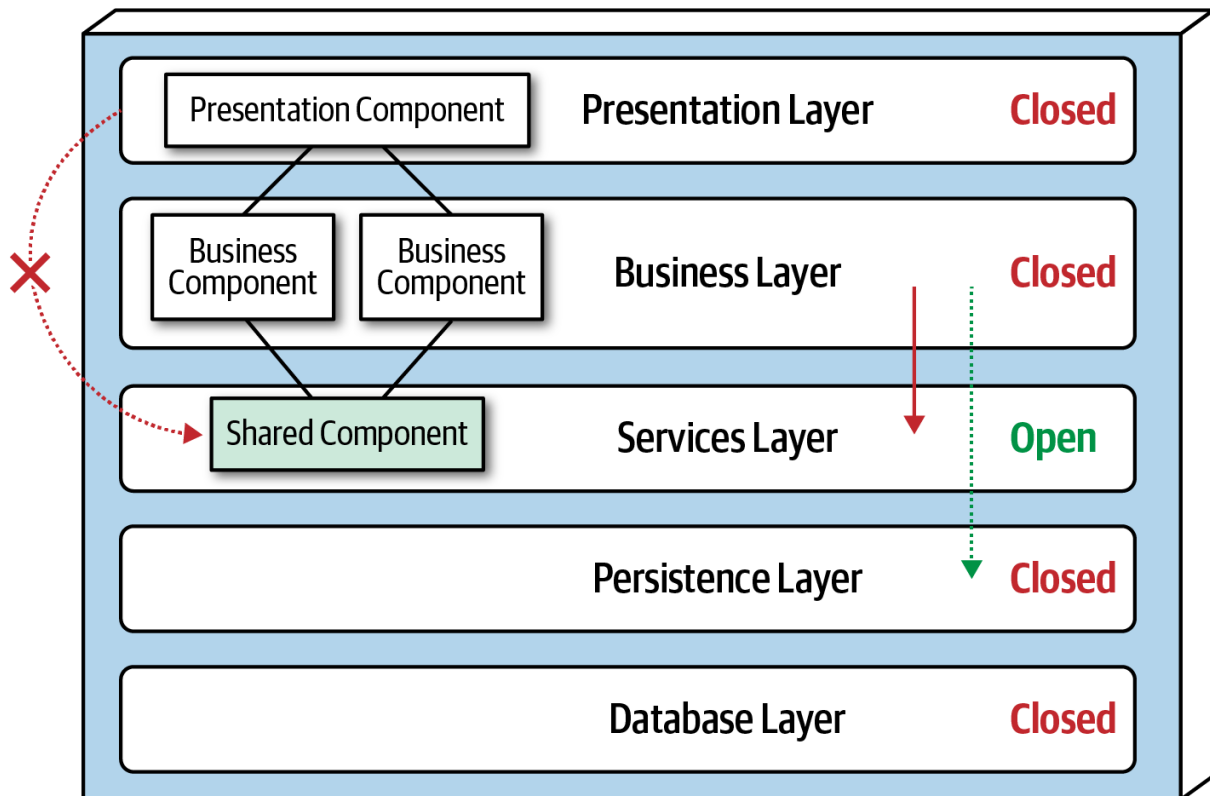 Presentation Component
Presentation Layer
Closed
Business
Component
Business
Component
Business Layer
Closed
Shared Component
Services Layer
Open
Persistence Layer
Closed
Database Layer
Closed